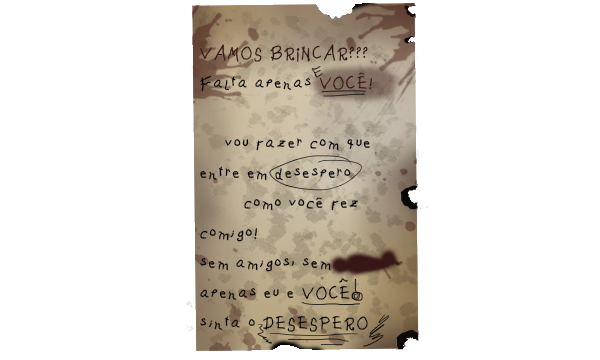 VAMOS BRINCAR???
Falta apenas E VOCÊ!
vou fazer com que
entre em desespero
como você fez
comigo!
sem amigos, sem
apenas eu e VOCÊ!
sinta o DESESPERO